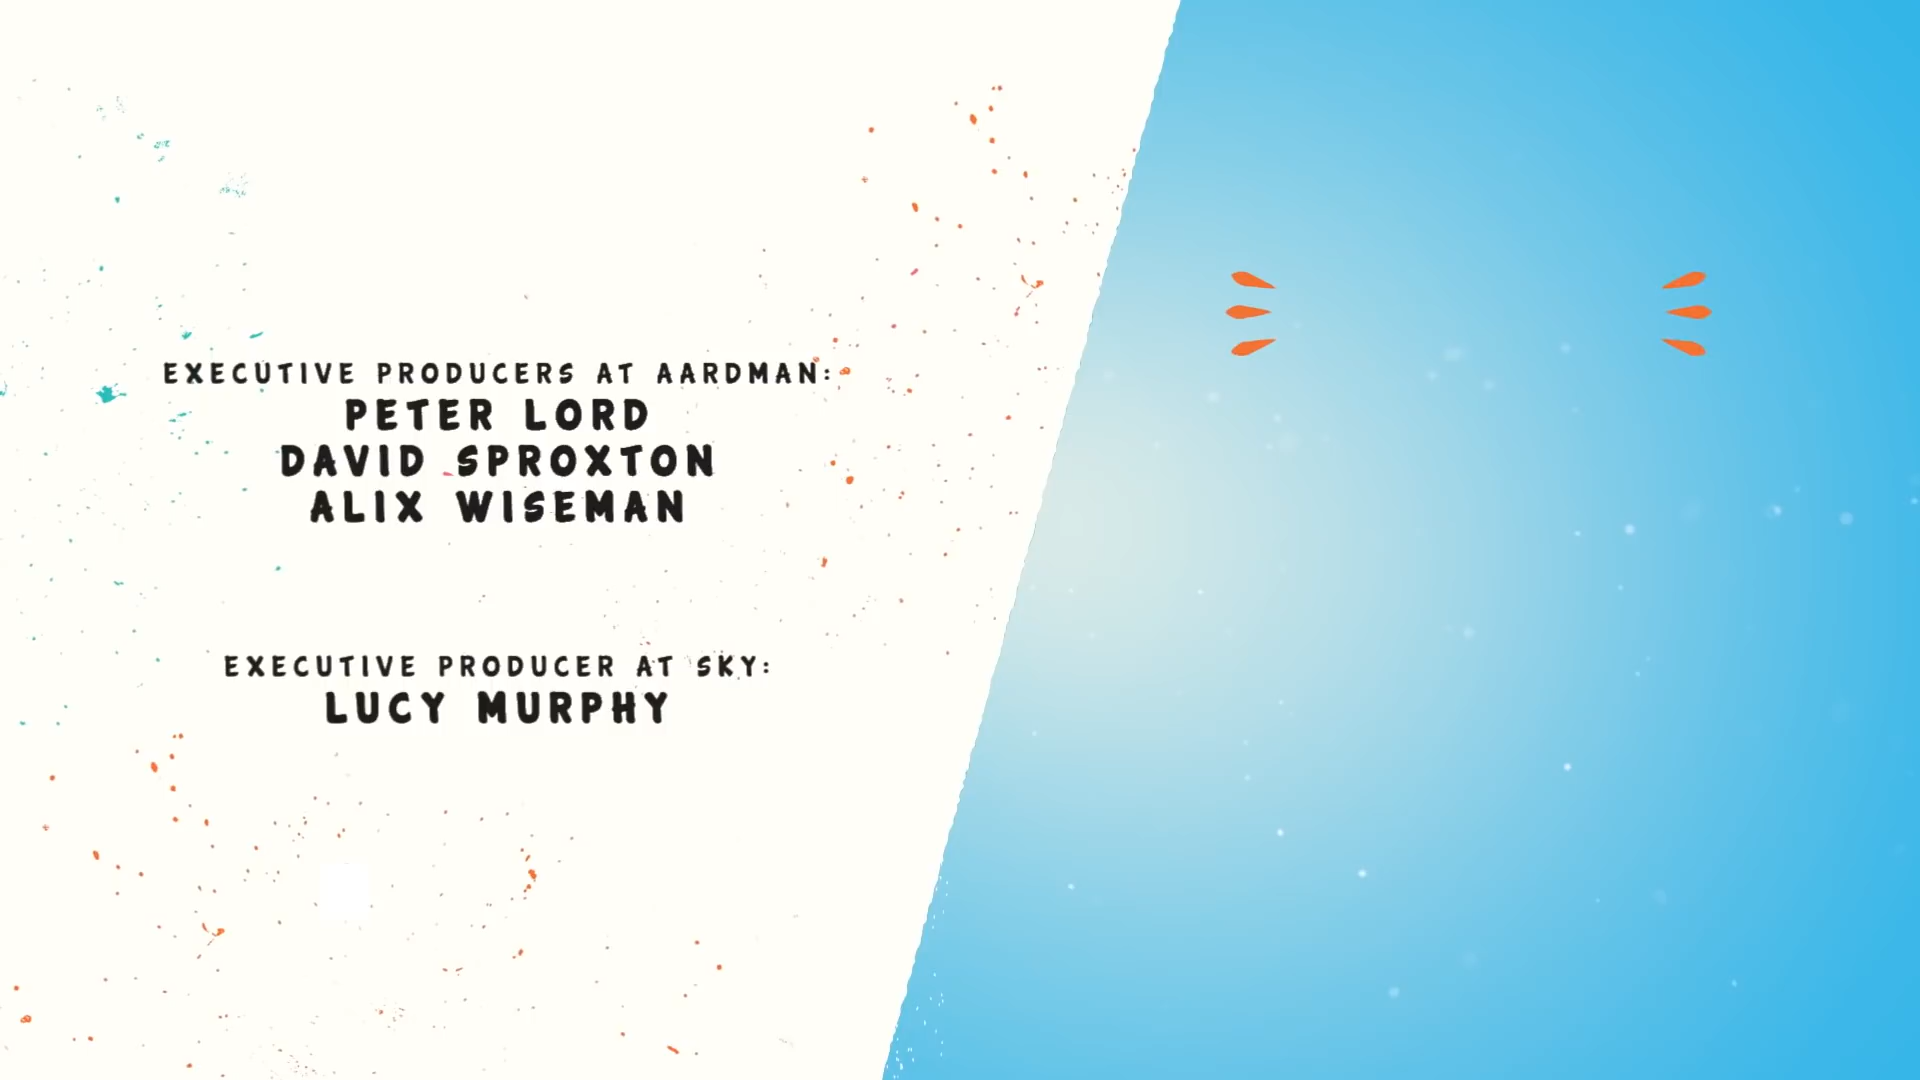 EXECUTIVE PRODUCERS AT AARDMAN:
PETER LORD
DAVID SPROXTON
ALIX WISEMAN
EXECUTIVE PRODUCER AT SKY:
LUCY MURPHY